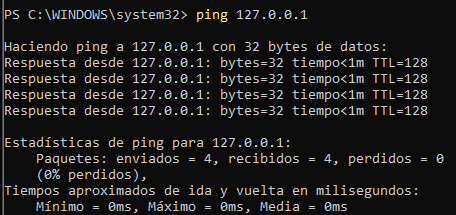 PS C:\WINDOWS\system32> ping 127.0.0.1
Haciendo ping a 127.0.0.1 con 32 bytes de datos:
Respuesta desde 127.0.0.1: bytes=32 tiempo<1m TTL=128
Respuesta desde 127.0.0.1: bytes=32 tiempo<1m TTL=128
Respuesta desde 127.0.0.1: bytes=32 tiempo<1m TTL=128
Respuesta desde 127.0.0.1: bytes=32 tiempo<1m TTL=128
Estadísticas de ping para 127.0.0.1:
Paquetes: enviados = 4, recibidos = 4, perdidos = 0
(0% perdidos),
Tiempos aproximados de ida y vuelta en milisegundos:
Mínimo = 0ms, Máximo = 0ms, Media = 0ms